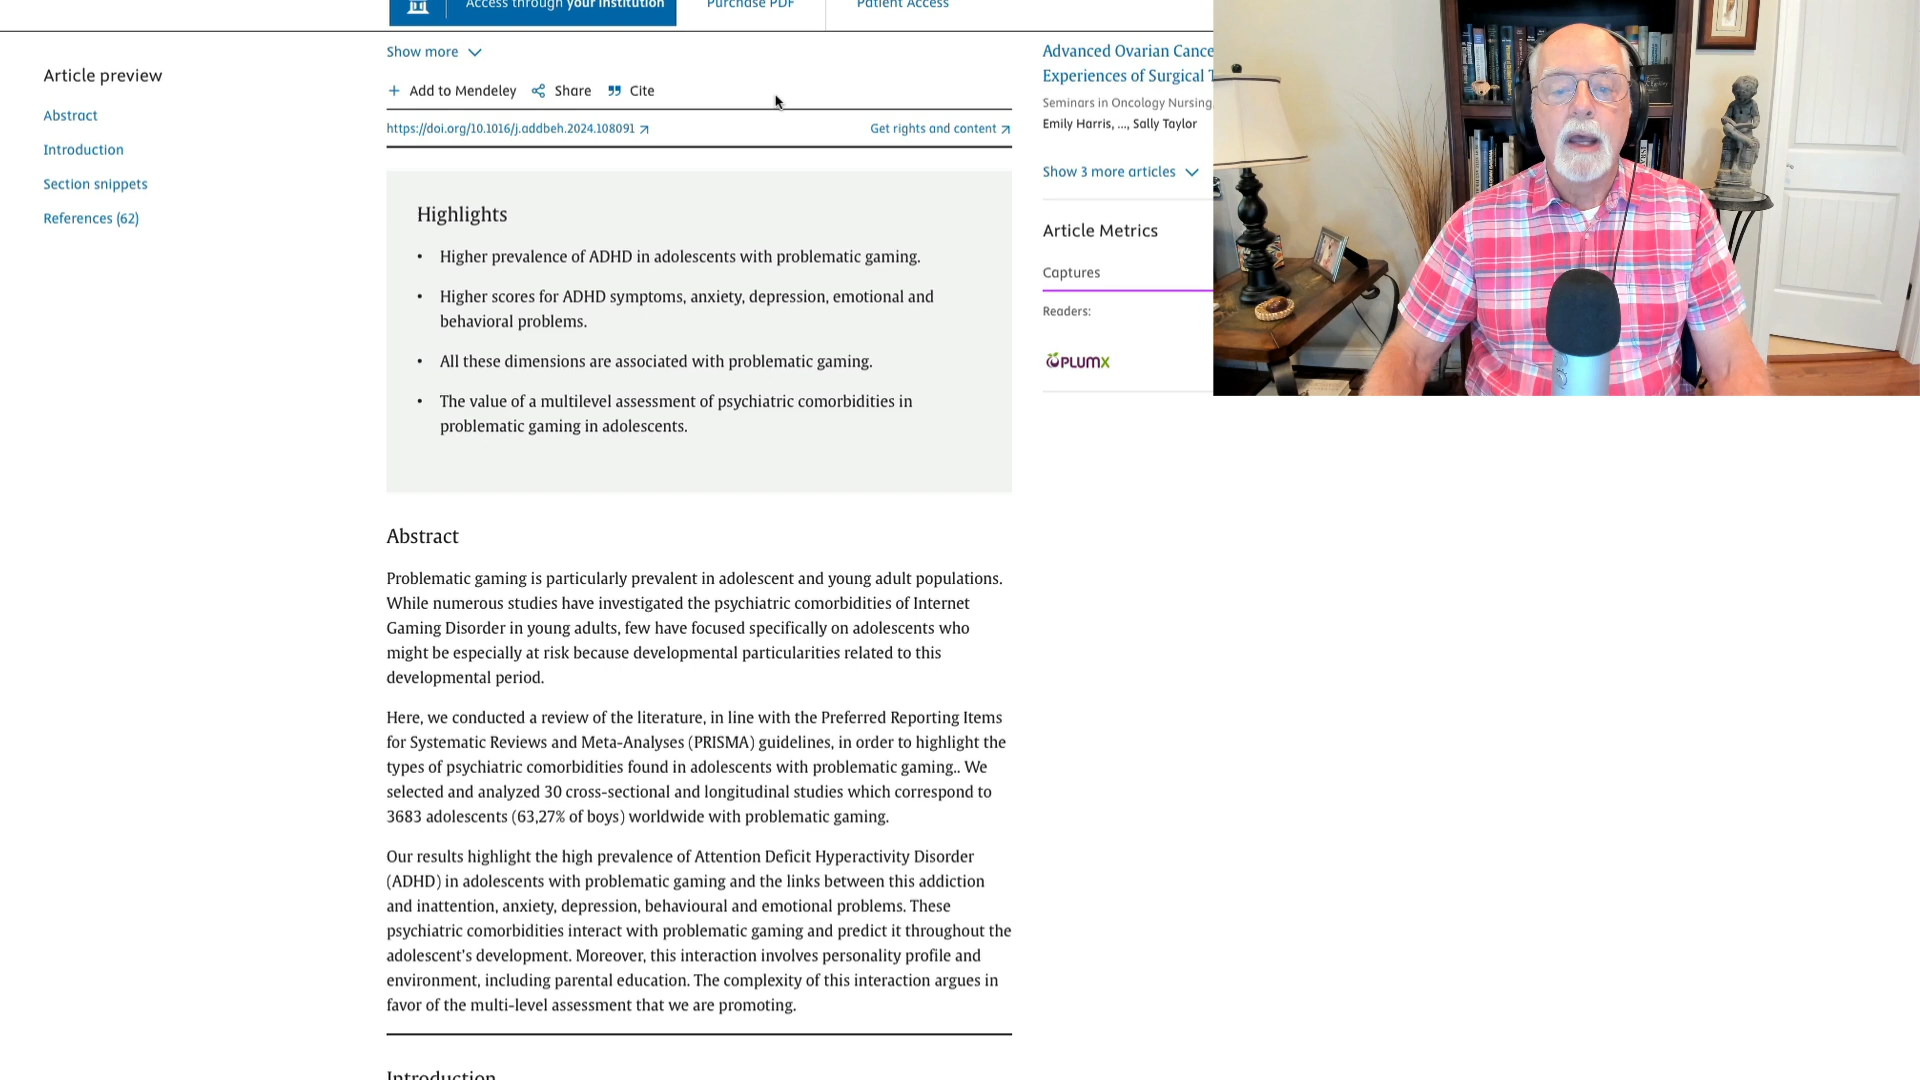 Access through your institution
Purchase PDF
Patient Access
Article preview
Abstract
Introduction
Section snippets
References (62)
Show more
Add to Mendeley
Share
Cite
https://doi.org/10.1016/j.addbeh.2024.108091
Get rights and content
Highlights
• Higher prevalence of ADHD in adolescents with problematic gaming.
• Higher scores for ADHD symptoms, anxiety, depression, emotional and
behavioral problems.
• All these dimensions are associated with problematic gaming.
• The value of a multilevel assessment of psychiatric comorbidities in
problematic gaming in adolescents.
Abstract
Problematic gaming is particularly prevalent in adolescent and young adult populations.
While numerous studies have investigated the psychiatric comorbidities of Internet
Gaming Disorder in young adults, few have focused specifically on adolescents who
might be especially at risk because developmental particularities related to this
developmental period.
Here, we conducted a review of the literature, in line with the Preferred Reporting Items
for Systematic Reviews and Meta-Analyses (PRISMA) guidelines, in order to highlight the
types of psychiatric comorbidities found in adolescents with problematic gaming.. We
selected and analyzed 30 cross-sectional and longitudinal studies which correspond to
3683 adolescents (63,27% of boys) worldwide with problematic gaming.
Our results highlight the high prevalence of Attention Deficit Hyperactivity Disorder
(ADHD) in adolescents with problematic gaming and the links between this addiction
and inattention, anxiety, depression, behavioural and emotional problems. These
psychiatric comorbidities interact with problematic gaming and predict it throughout the
adolescent's development. Moreover, this interaction involves personality profile and
environment, including parental education. The complexity of this interaction argues in
favor of the multi-level assessment that we are promoting.
Introduction
Advanced Ovarian Cance
Experiences of Surgical T
Seminars in Oncology Nursing,
Emily Harris, ..., Sally Taylor
Show 3 more articles
Article Metrics
Captures
Readers:
PLUMX